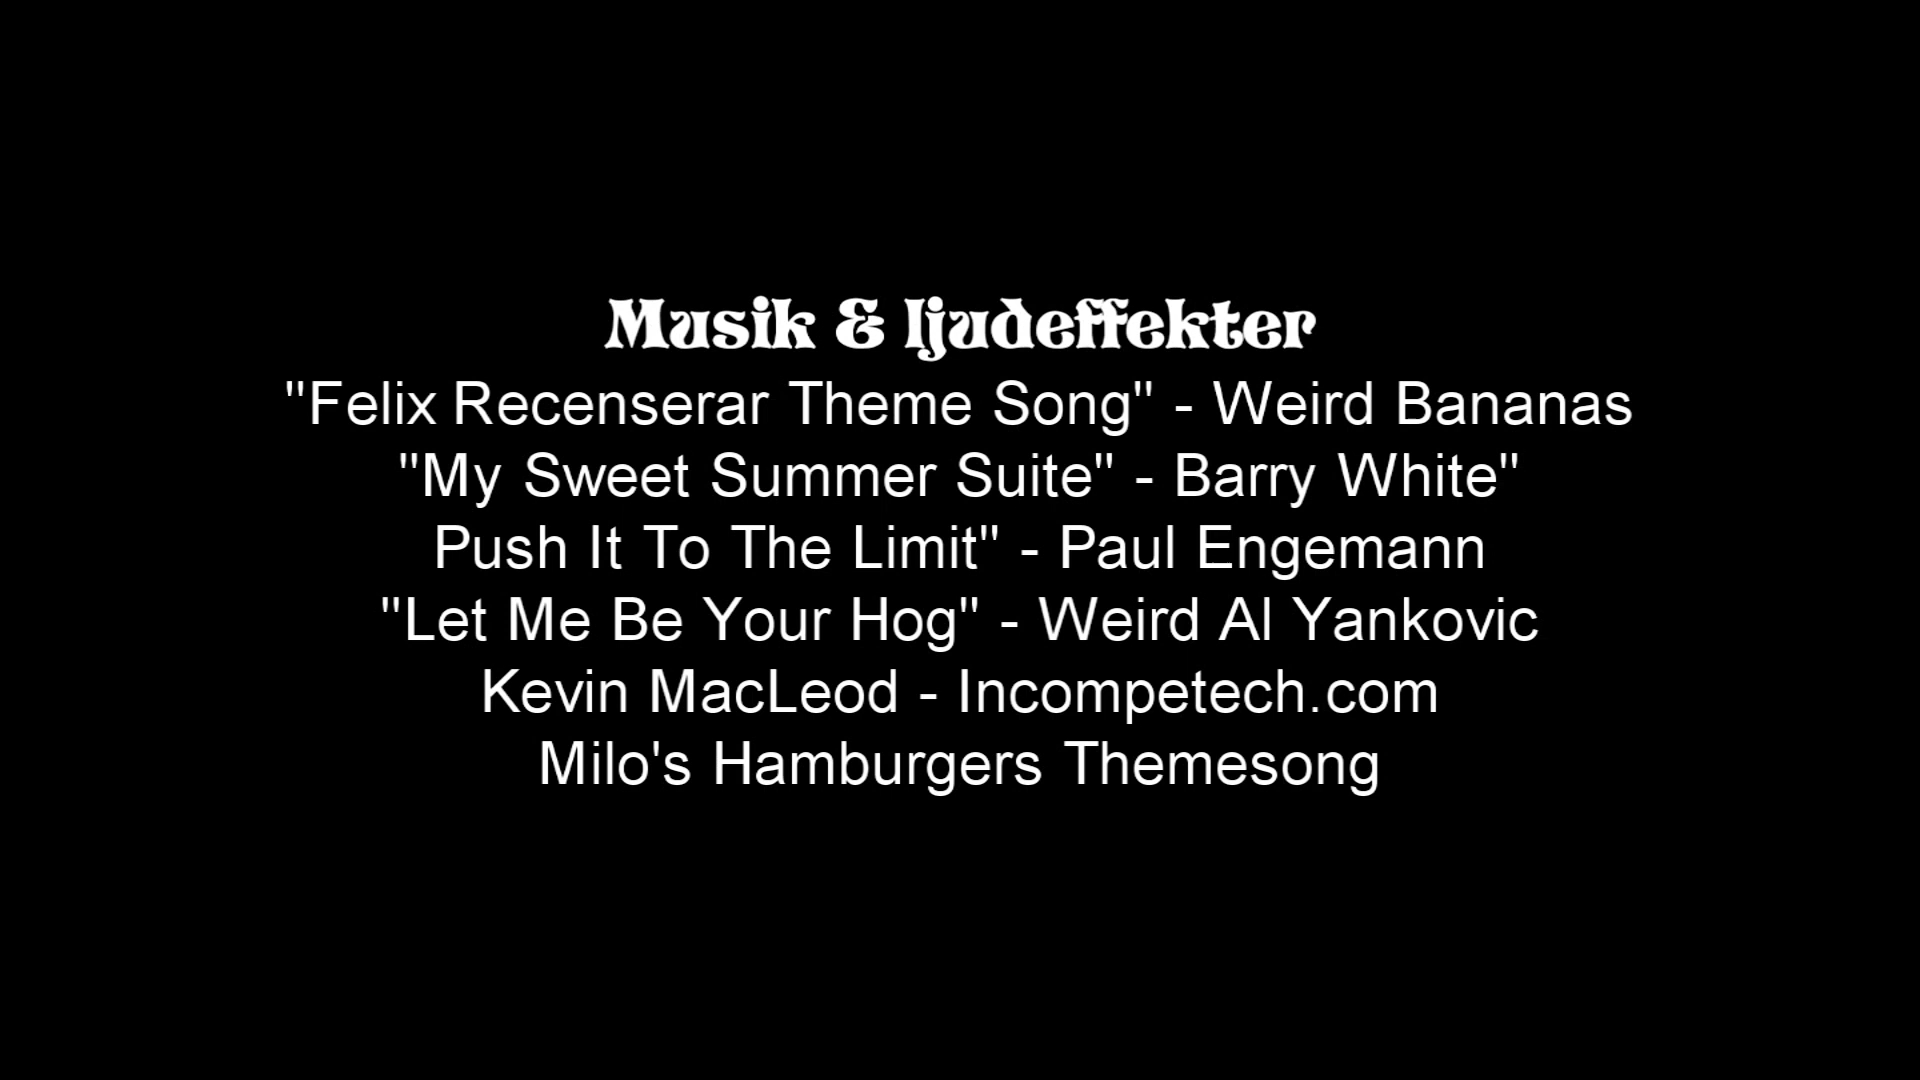 Musik & ljudeffekter
"Felix Recenserar Theme Song" - Weird Bananas
"My Sweet Summer Suite" - Barry White"
Push It To The Limit" - Paul Engemann
"Let Me Be Your Hog" - Weird Al Yankovic
Kevin MacLeod - Incompetech.com
Milo's Hamburgers Themesong